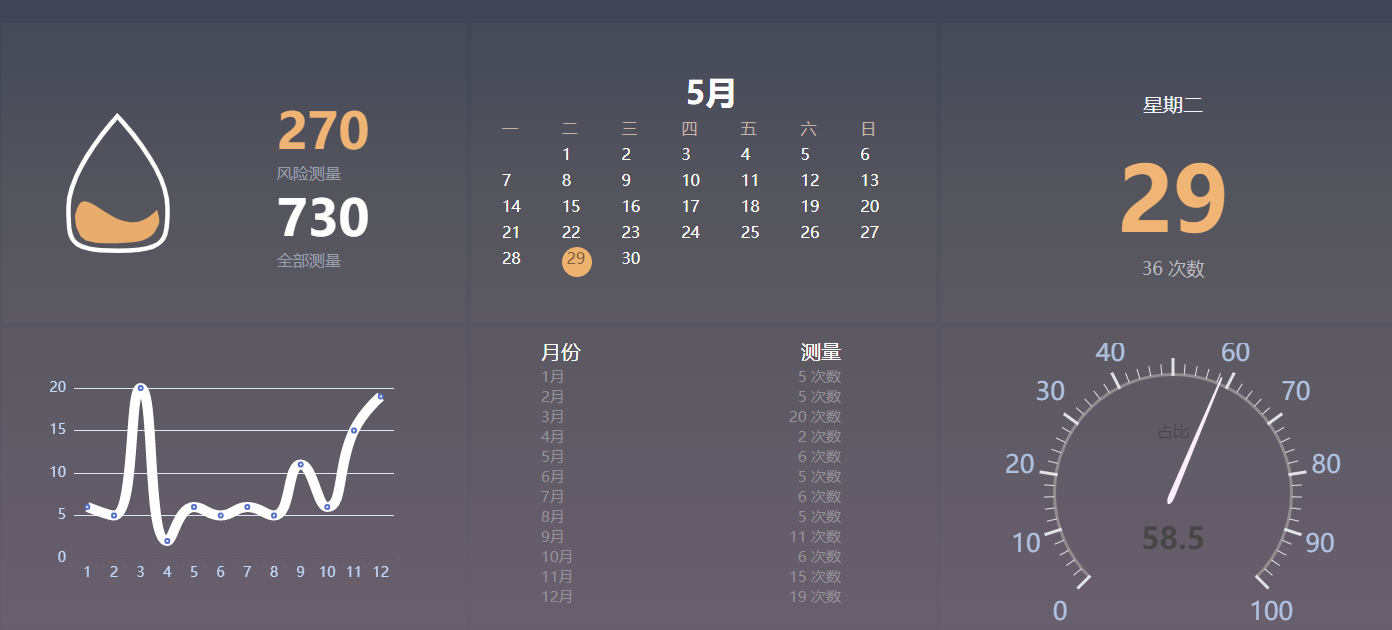 270
风险测量
730
全部测量
5月
一 二 三 四 五 六 日
1 2 3 4 5 6
7 8 9 10 11 12 13
14 15 16 17 18 19 20
21 22 23 24 25 26 27
28 29 30
星期二
29
36 次数
20
15
10
5
0
1 2 3 4 5 6 7 8 9 10 11 12
月份 测量
1月 5 次数
2月 5 次数
3月 20 次数
4月 2 次数
5月 6 次数
6月 5 次数
7月 6 次数
8月 5 次数
9月 11 次数
10月 6 次数
11月 15 次数
12月 19 次数
40 60
30 70
占比
20 80
58.5
10 90
0 100